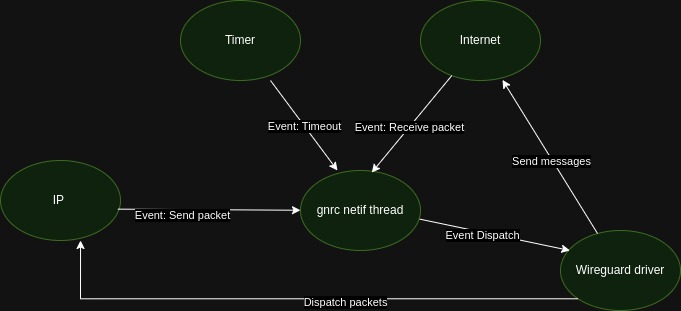 Timer
Internet
Event: Timeout
Event: Receive packet
Send messages
IP
Event: Send packet
gnrc netif thread
Event Dispatch
Wireguard driver
Dispatch packets